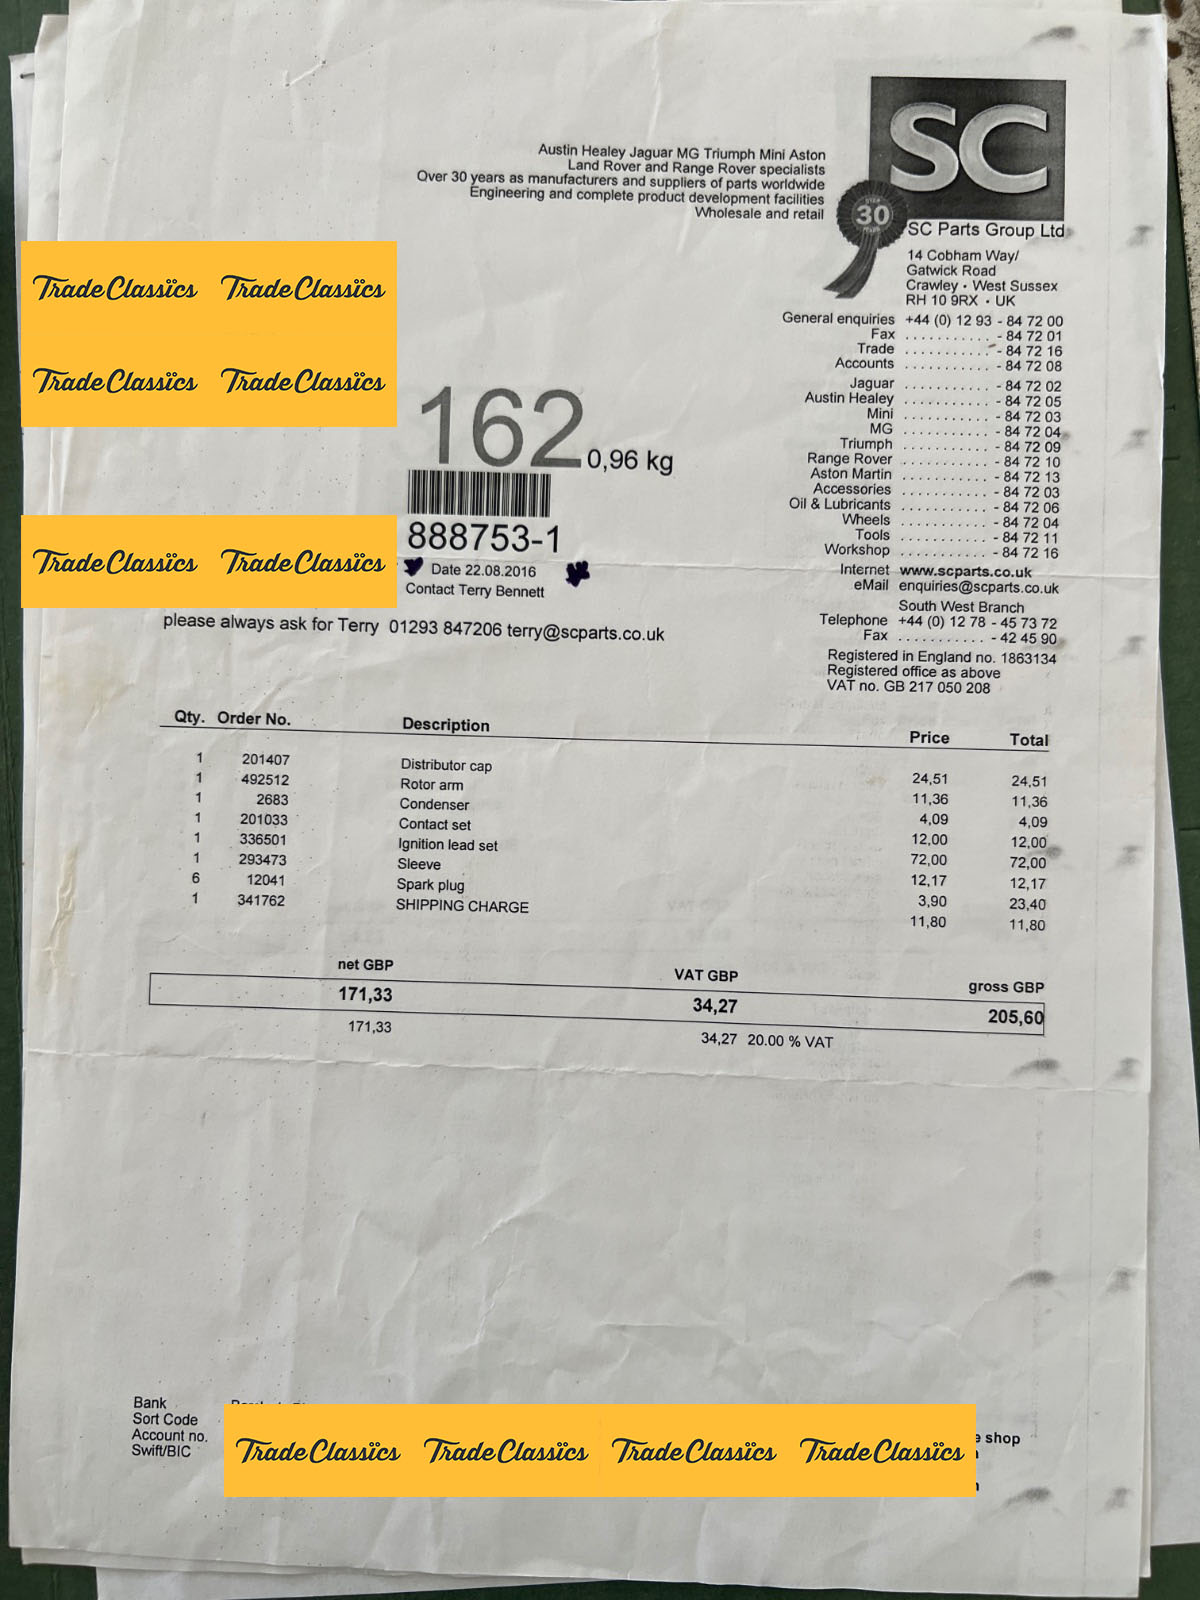 SC
Austin Healey Jaguar MG Triumph Mini Aston
Land Rover and Range Rover specialists
Over 30 years as manufacturers and suppliers of parts worldwide
Engineering and complete product development facilities
Wholesale and retail
30
SC Parts Group Ltd
14 Cobham Way/
Gatwick Road
Crawley • West Sussex
RH 10 9RX • UK
General enquiries +44 (0) 12 93 - 84 72 00
Fax ........... - 84 72 01
Trade ........... - 84 72 16
Accounts ........... - 84 72 08
Jaguar ........... - 84 72 02
Austin Healey ........... - 84 72 05
Mini ........... - 84 72 03
MG ........... - 84 72 04
Triumph ........... - 84 72 09
Range Rover ........... - 84 72 10
Aston Martin ........... - 84 72 13
Accessories ........... - 84 72 03
Oil & Lubricants ........... - 84 72 06
Wheels ........... - 84 72 04
Tools ........... - 84 72 11
Workshop ........... - 84 72 16
Internet www.scparts.co.uk
eMail enquiries@scparts.co.uk
South West Branch
Telephone +44 (0) 12 78 - 45 73 72
Fax ........... - 42 45 90
Registered in England no. 1863134
Registered office as above
VAT no. GB 217 050 208
Trade Classics Trade Classics
Trade Classics Trade Classics
162 0,96 kg
888753-1
Trade Classics Trade Classics
Date 22.08.2016
Contact Terry Bennett
please always ask for Terry 01293 847206 terry@scparts.co.uk
Qty. Order No. Description Price Total
1 201407 Distributor cap 24,51 24,51
1 492512 Rotor arm 11,36 11,36
1 2683 Condenser 4,09 4,09
1 201033 Contact set 12,00 12,00
1 336501 Ignition lead set 72,00 72,00
1 293473 Sleeve 12,17 12,17
6 12041 Spark plug 3,90 23,40
1 341762 SHIPPING CHARGE 11,80 11,80
net GBP VAT GBP gross GBP
171,33 34,27 205,60
171,33 34,27 20.00 % VAT
Bank
Sort Code
Account no.
Swift/BIC
Trade Classics Trade Classics Trade Classics Trade Classics
shop